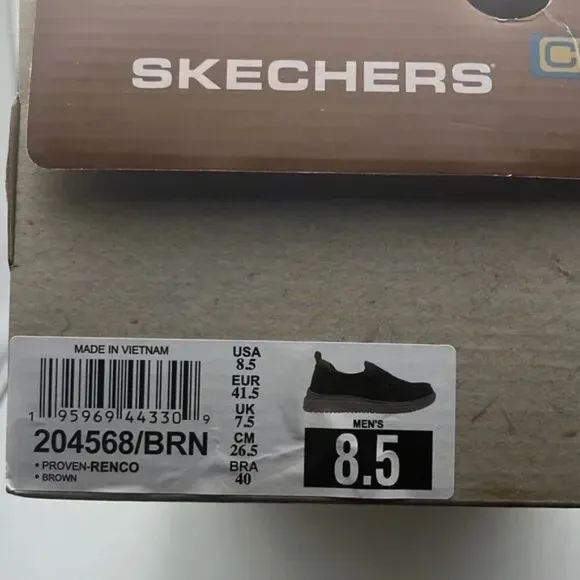 SKECHERS
C
MADE IN VIETNAM
1 95969 44330 9
204568/BRN
• PROVEN-RENCO
• BROWN
USA
8.5
EUR
41.5
UK
7.5
CM
26.5
BRA
40
MEN'S
8.5